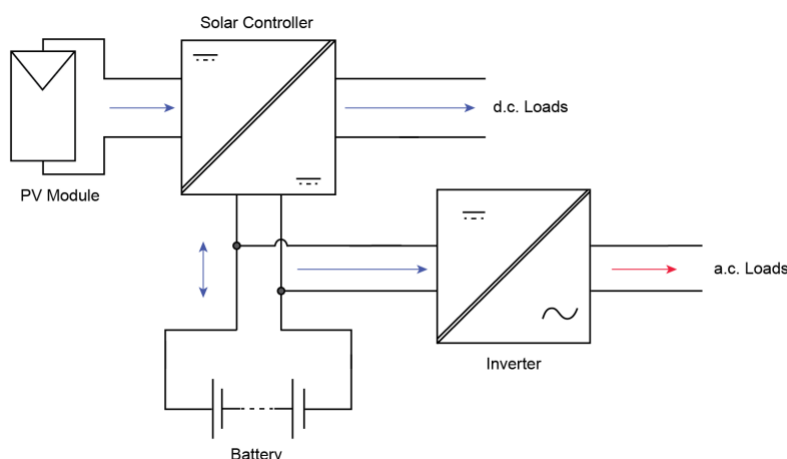 Solar Controller
d.c. Loads
PV Module
a.c. Loads
Inverter
Battery